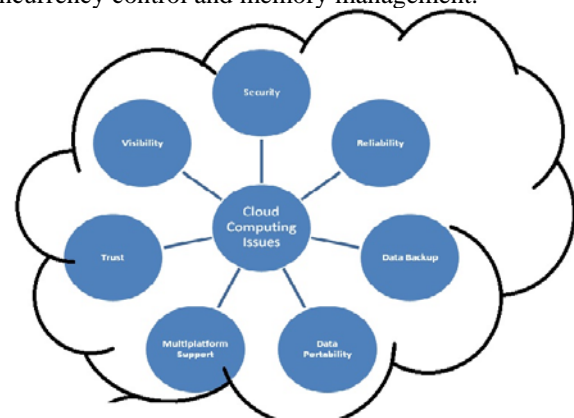 ncurrency control and memory management.
Security
Visibility
Reliability
Cloud
Computing
Issues
Trust
Data Backup
Multiplatform
Support
Data
Portability